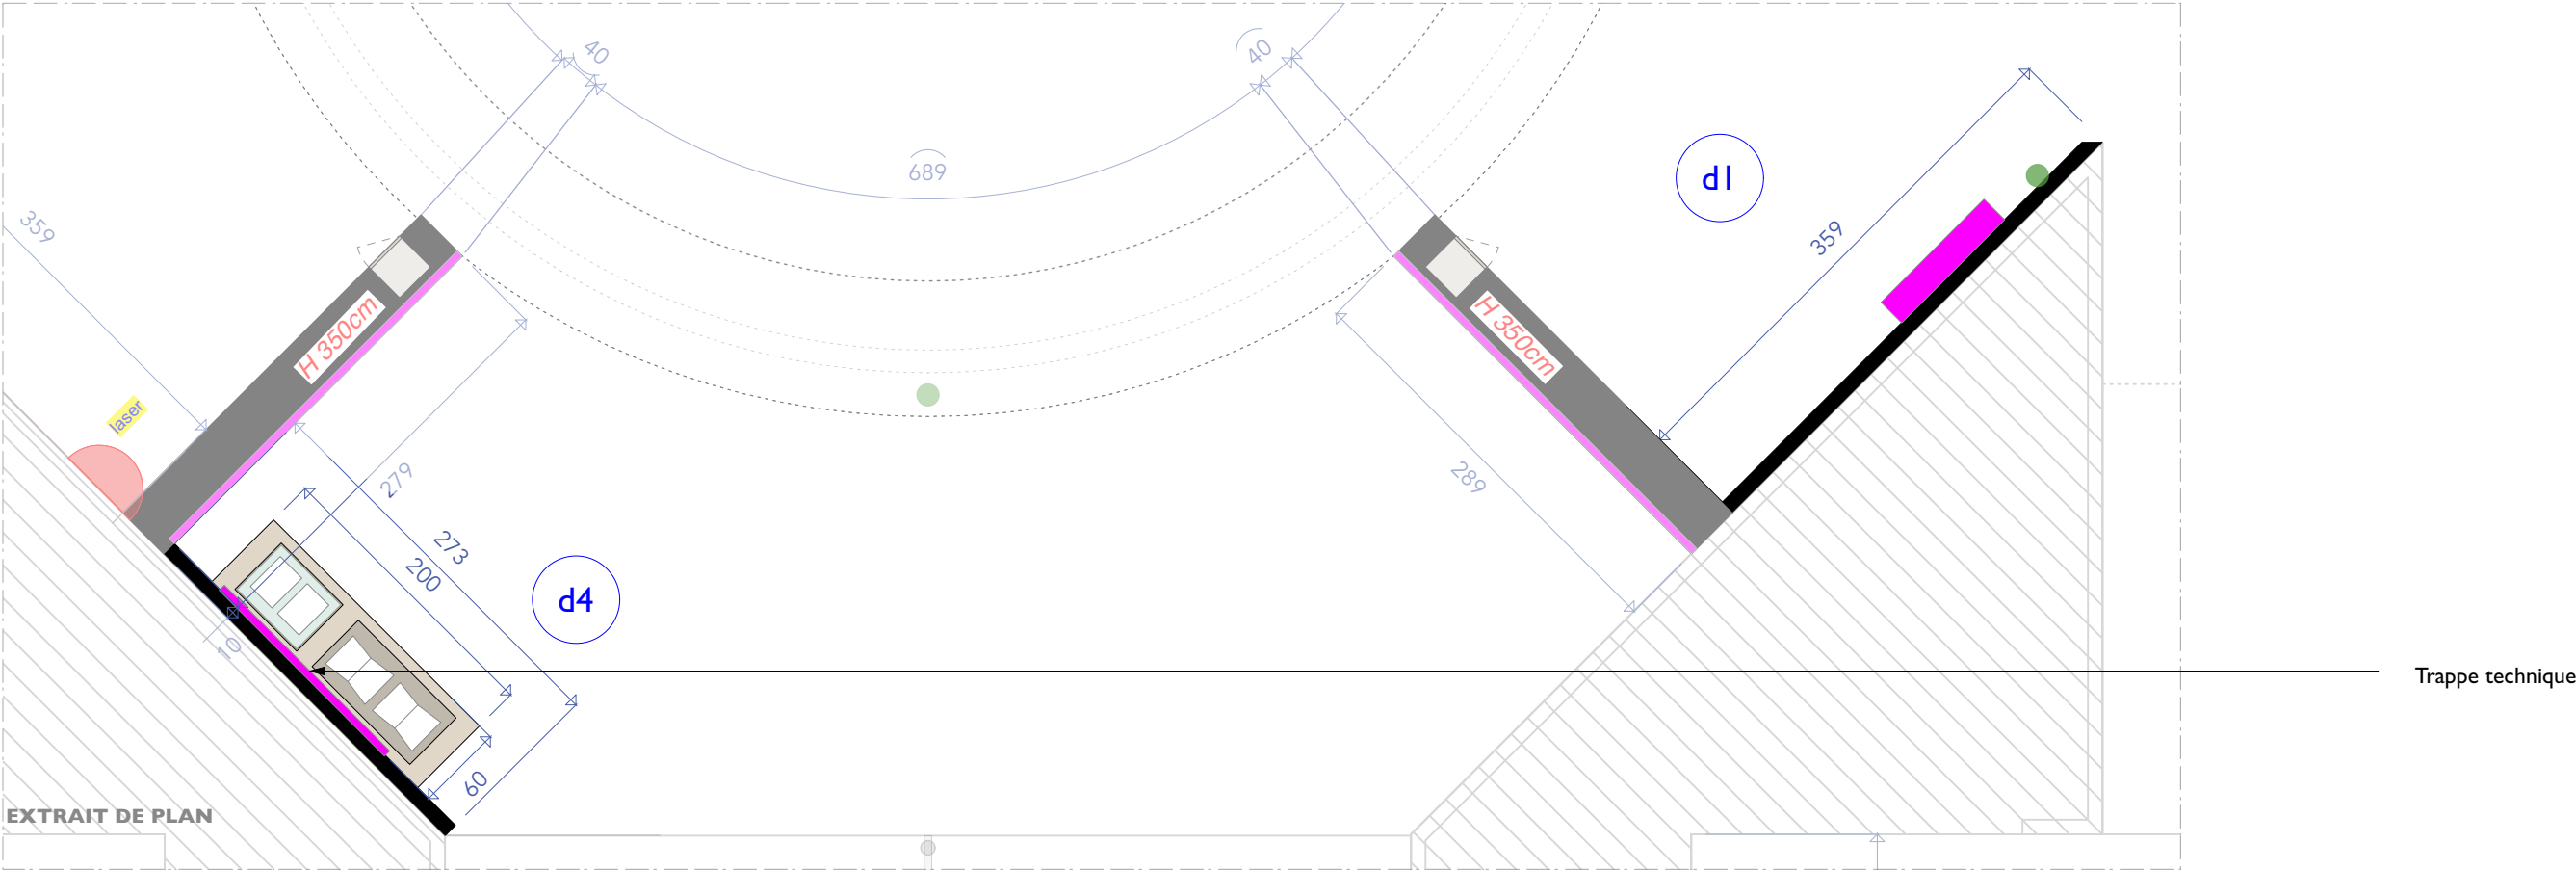 40
40
689
d1
359
359
H 350cm
H 350cm
laser
279
289
273
200
d4
10
Trappe technique
60
EXTRAIT DE PLAN